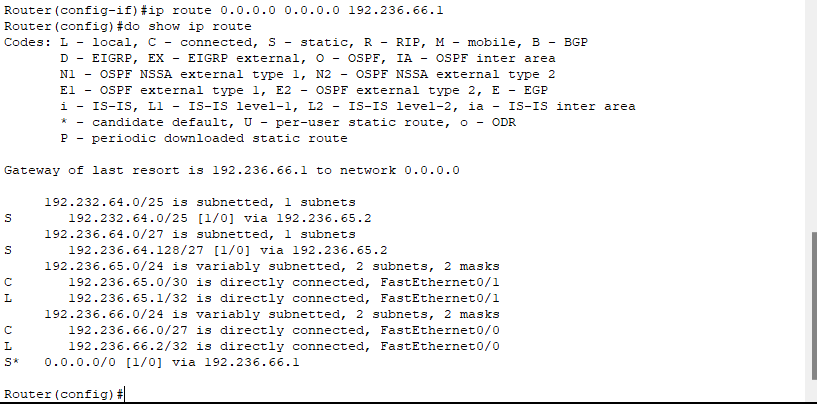 Router(config-if)#ip route 0.0.0.0 0.0.0.0 192.236.66.1
Router(config)#do show ip route
Codes: L - local, C - connected, S - static, R - RIP, M - mobile, B - BGP
       D - EIGRP, EX - EIGRP external, O - OSPF, IA - OSPF inter area
       N1 - OSPF NSSA external type 1, N2 - OSPF NSSA external type 2
       E1 - OSPF external type 1, E2 - OSPF external type 2, E - EGP
       i - IS-IS, L1 - IS-IS level-1, L2 - IS-IS level-2, ia - IS-IS inter area
       * - candidate default, U - per-user static route, o - ODR
       P - periodic downloaded static route
Gateway of last resort is 192.236.66.1 to network 0.0.0.0
     192.232.64.0/25 is subnetted, 1 subnets
S       192.232.64.0/25 [1/0] via 192.236.65.2
     192.236.64.0/27 is subnetted, 1 subnets
S       192.236.64.128/27 [1/0] via 192.236.65.2
     192.236.65.0/24 is variably subnetted, 2 subnets, 2 masks
C       192.236.65.0/30 is directly connected, FastEthernet0/1
L       192.236.65.1/32 is directly connected, FastEthernet0/1
     192.236.66.0/24 is variably subnetted, 2 subnets, 2 masks
C       192.236.66.0/27 is directly connected, FastEthernet0/0
L       192.236.66.2/32 is directly connected, FastEthernet0/0
S*   0.0.0.0/0 [1/0] via 192.236.66.1
Router(config)#